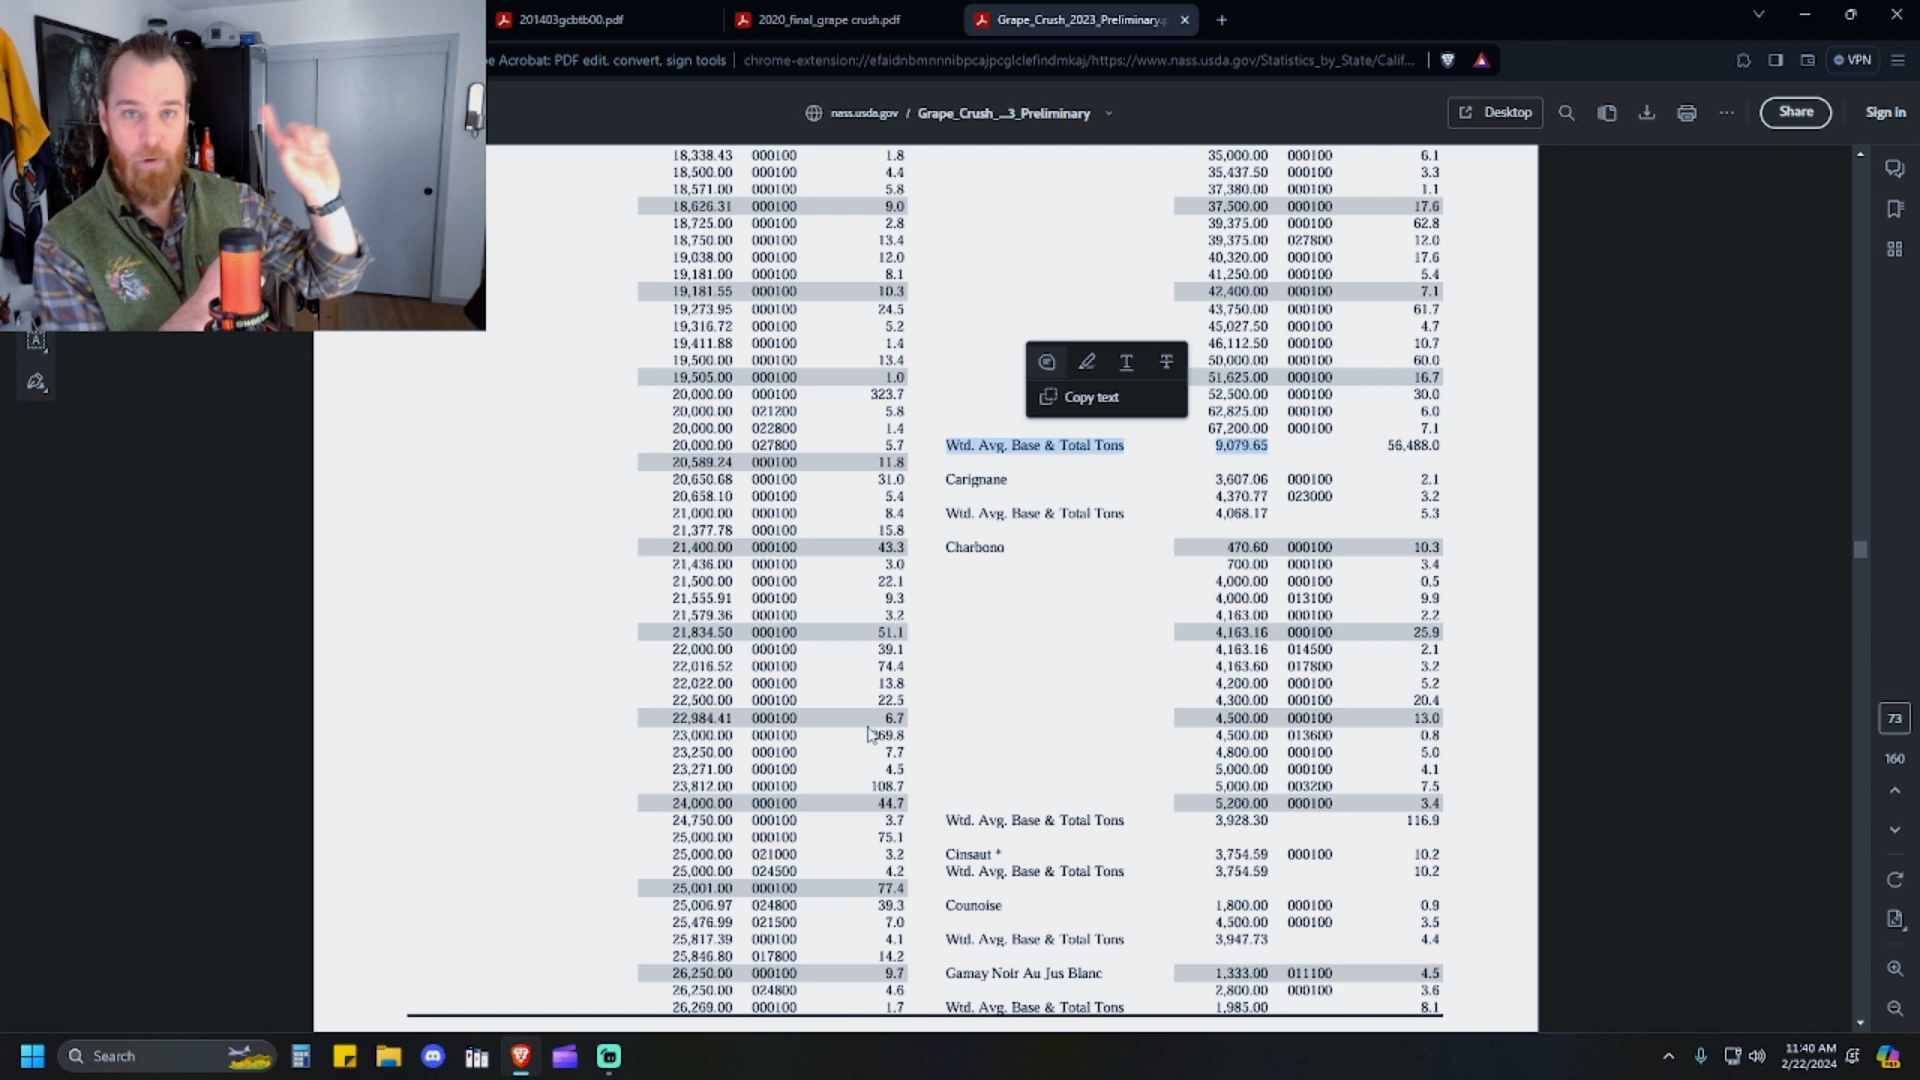 201403gcbtb00.pdf
2020_final_grape crush.pdf
Grape_Crush_2023_Preliminary.
e Acrobat: PDF edit, convert, sign tools
chrome-extension://efaidnbmnnnibpcajpcglclefindmkaj/https://www.nass.usda.gov/Statistics_by_State/Calif...
VPN
nass.usda.gov / Grape_Crush_...3_Preliminary
Desktop
Share
Sign in
18,338.43 000100 1.8
18,500.00 000100 4.4
18,571.00 000100 5.8
18,626.31 000100 9.0
18,725.00 000100 2.8
18,750.00 000100 13.4
19,038.00 000100 12.0
19,181.00 000100 8.1
19,181.55 000100 10.3
19,273.95 000100 24.5
19,316.72 000100 5.2
19,411.88 000100 1.4
19,500.00 000100 13.4
19,505.00 000100 1.0
20,000.00 000100 323.7
20,000.00 021200 5.8
20,000.00 022800 1.4
20,000.00 027800 5.7
20,589.24 000100 11.8
20,650.68 000100 31.0
20,658.10 000100 5.4
21,000.00 000100 8.4
21,377.78 000100 15.8
21,400.00 000100 43.3
21,436.00 000100 3.0
21,500.00 000100 22.1
21,555.91 000100 9.3
21,579.36 000100 3.2
21,834.50 000100 51.1
22,000.00 000100 39.1
22,016.52 000100 74.4
22,022.00 000100 13.8
22,500.00 000100 22.5
22,984.41 000100 6.7
23,000.00 000100 69.8
23,250.00 000100 7.7
23,271.00 000100 4.5
23,812.00 000100 108.7
24,000.00 000100 44.7
24,750.00 000100 3.7
25,000.00 000100 75.1
25,000.00 021000 3.2
25,000.00 024500 4.2
25,001.00 000100 77.4
25,006.97 024800 39.3
25,476.99 021500 7.0
25,817.39 000100 4.1
25,846.80 017800 14.2
26,250.00 000100 9.7
26,250.00 024800 4.6
26,269.00 000100 1.7
35,000.00 000100 6.1
35,437.50 000100 3.3
37,380.00 000100 1.1
37,500.00 000100 17.6
39,375.00 000100 62.8
39,375.00 027800 12.0
40,320.00 000100 17.6
41,250.00 000100 5.4
42,400.00 000100 7.1
43,750.00 000100 61.7
45,027.50 000100 4.7
46,112.50 000100 10.7
50,000.00 000100 60.0
51,625.00 000100 16.7
52,500.00 000100 30.0
62,825.00 000100 6.0
67,200.00 000100 7.1
Wtd. Avg. Base & Total Tons 9,079.65 56,488.0
Carignane 3,607.06 000100 2.1
4,370.77 023000 3.2
Wtd. Avg. Base & Total Tons 4,068.17 5.3
Charbono 470.60 000100 10.3
700.00 000100 3.4
4,000.00 000100 0.5
4,000.00 013100 9.9
4,163.00 000100 2.2
4,163.16 000100 25.9
4,163.16 014500 2.1
4,163.60 017800 3.2
4,200.00 000100 5.2
4,300.00 000100 20.4
4,500.00 000100 13.0
4,500.00 013600 0.8
4,800.00 000100 5.0
5,000.00 000100 4.1
5,000.00 003200 7.5
5,200.00 000100 3.4
Wtd. Avg. Base & Total Tons 3,928.30 116.9
Cinsaut * 3,754.59 000100 10.2
Wtd. Avg. Base & Total Tons 3,754.59 10.2
Counoise 1,800.00 000100 0.9
4,500.00 000100 3.5
Wtd. Avg. Base & Total Tons 3,947.73 4.4
Gamay Noir Au Jus Blanc 1,333.00 011100 4.5
2,800.00 000100 3.6
Wtd. Avg. Base & Total Tons 1,985.00 8.1
Copy text
73
160
Search
11:40 AM
2/22/2024